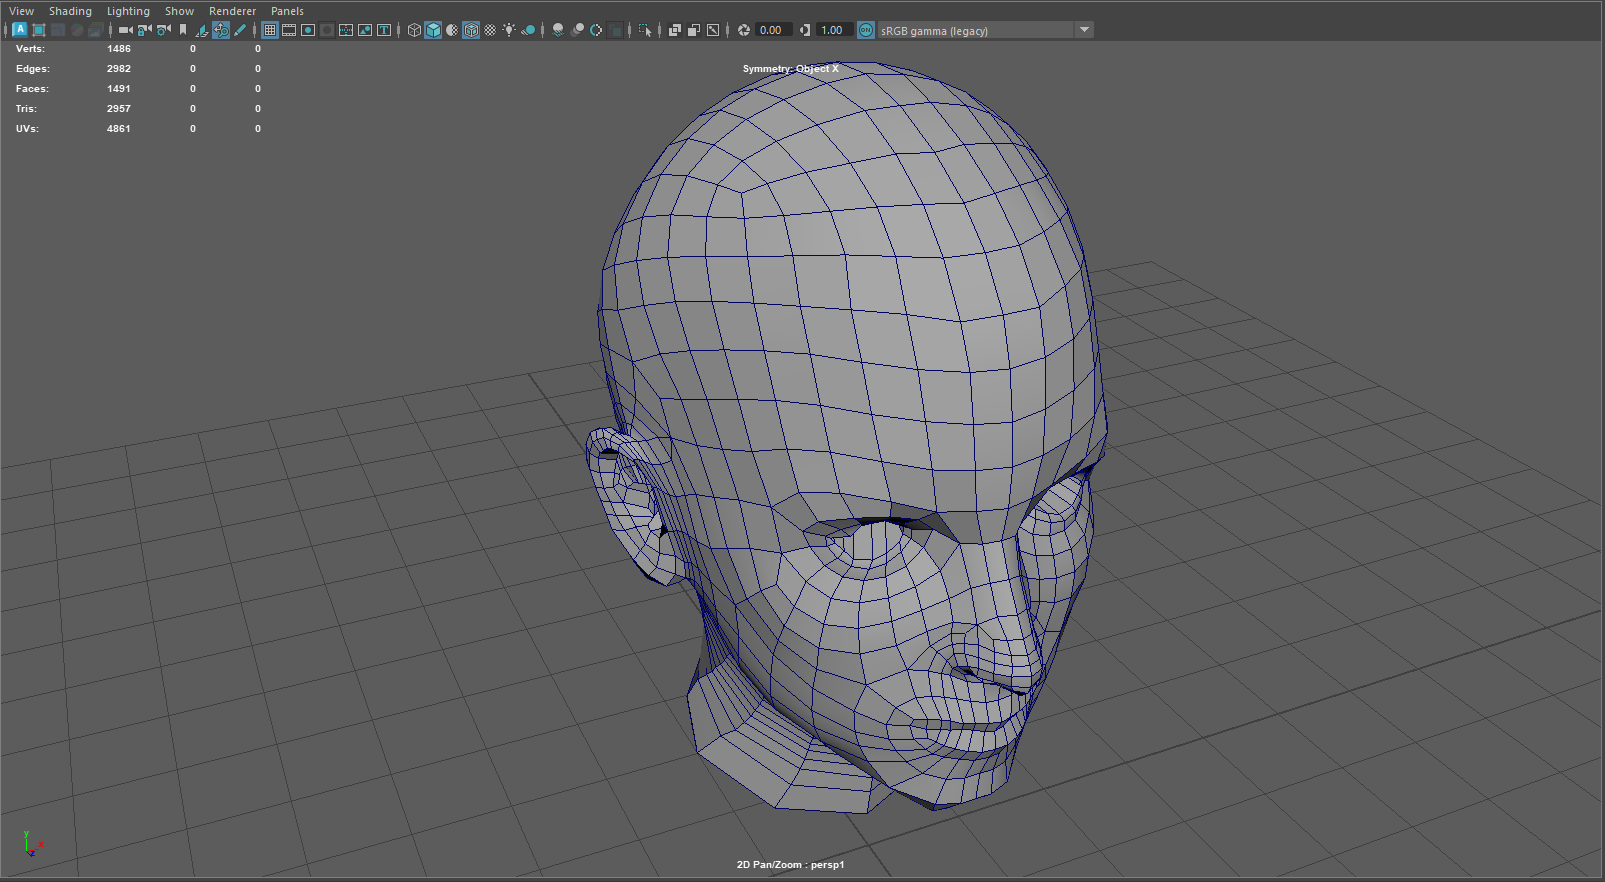 View Shading Lighting Show Renderer Panels
A T 0.00 1.00 ON sRGB gamma (legacy)
Verts: 1486 0 0
Edges: 2982 0 0
Symmetry: Object X
Faces: 1491 0 0
Tris: 2957 0 0
UVs: 4861 0 0
y
x
z
2D Pan/Zoom : persp1